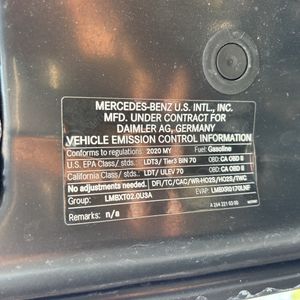 MERCEDES-BENZ U.S. INTL., INC.
MFD. UNDER CONTRACT FOR
DAIMLER AG, GERMANY
VEHICLE EMISSION CONTROL INFORMATION
Conforms to regulations: 2020 MY Fuel: Gasoline
U.S. EPA Class/ stds.: LDT3/ Tier3 BIN 70 OBD: CA OBD II
California Class/ stds.: LDT/ ULEV 70 OBD: CA OBD II
No adjustments needed. DFI/TC/CAC/WR-HO2S/HO2S/TWC
Group: LMBXT02.0U3A EVAP: LMBXR0170LNF
Remarks: n/a